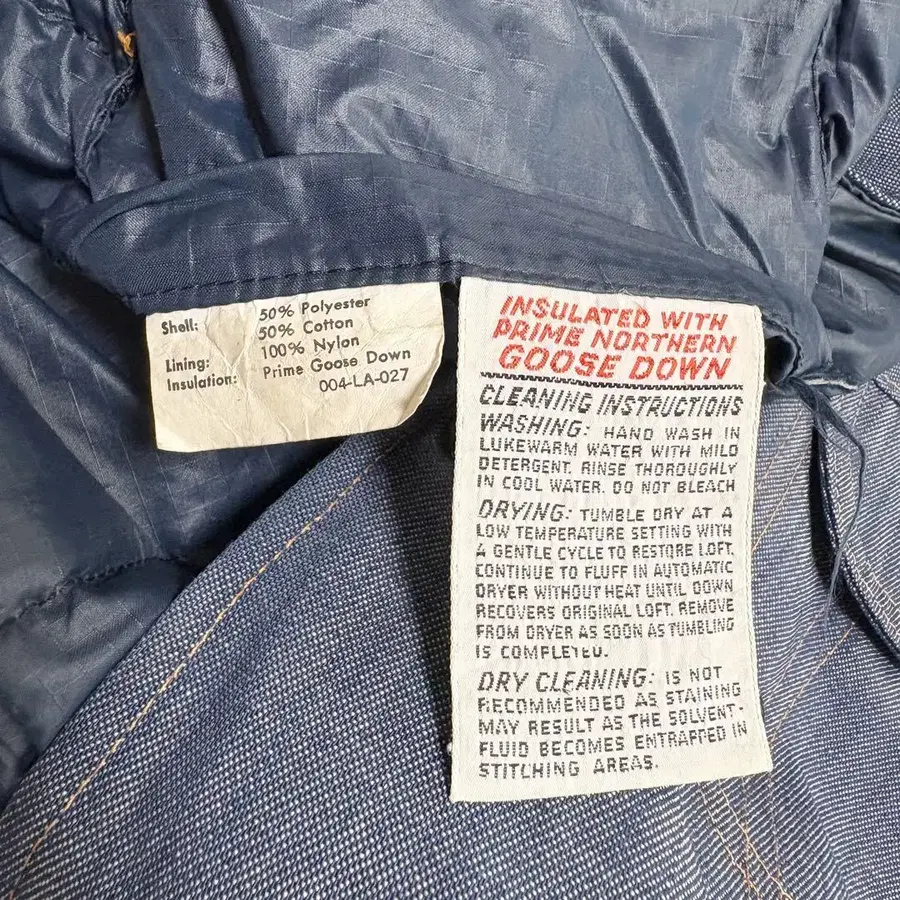 Shell: 50% Polyester
50% Cotton
Lining: 100% Nylon
Insulation: Prime Goose Down
004-LA-027
INSULATED WITH
PRIME NORTHERN
GOOSE DOWN
CLEANING INSTRUCTIONS
WASHING: HAND WASH IN
LUKEWARM WATER WITH MILD
DETERGENT. RINSE THOROUGHLY
IN COOL WATER. DO NOT BLEACH
DRYING: TUMBLE DRY AT A
LOW TEMPERATURE SETTING WITH
A GENTLE CYCLE TO RESTORE LOFT.
CONTINUE TO FLUFF IN AUTOMATIC
DRYER WITHOUT HEAT UNTIL DOWN
RECOVERS ORIGINAL LOFT. REMOVE
FROM DRYER AS SOON AS TUMBLING
IS COMPLETED.
DRY CLEANING: IS NOT
RECOMMENDED AS STAINING
MAY RESULT AS THE SOLVENT-
FLUID BECOMES ENTRAPPED IN
STITCHING AREAS.